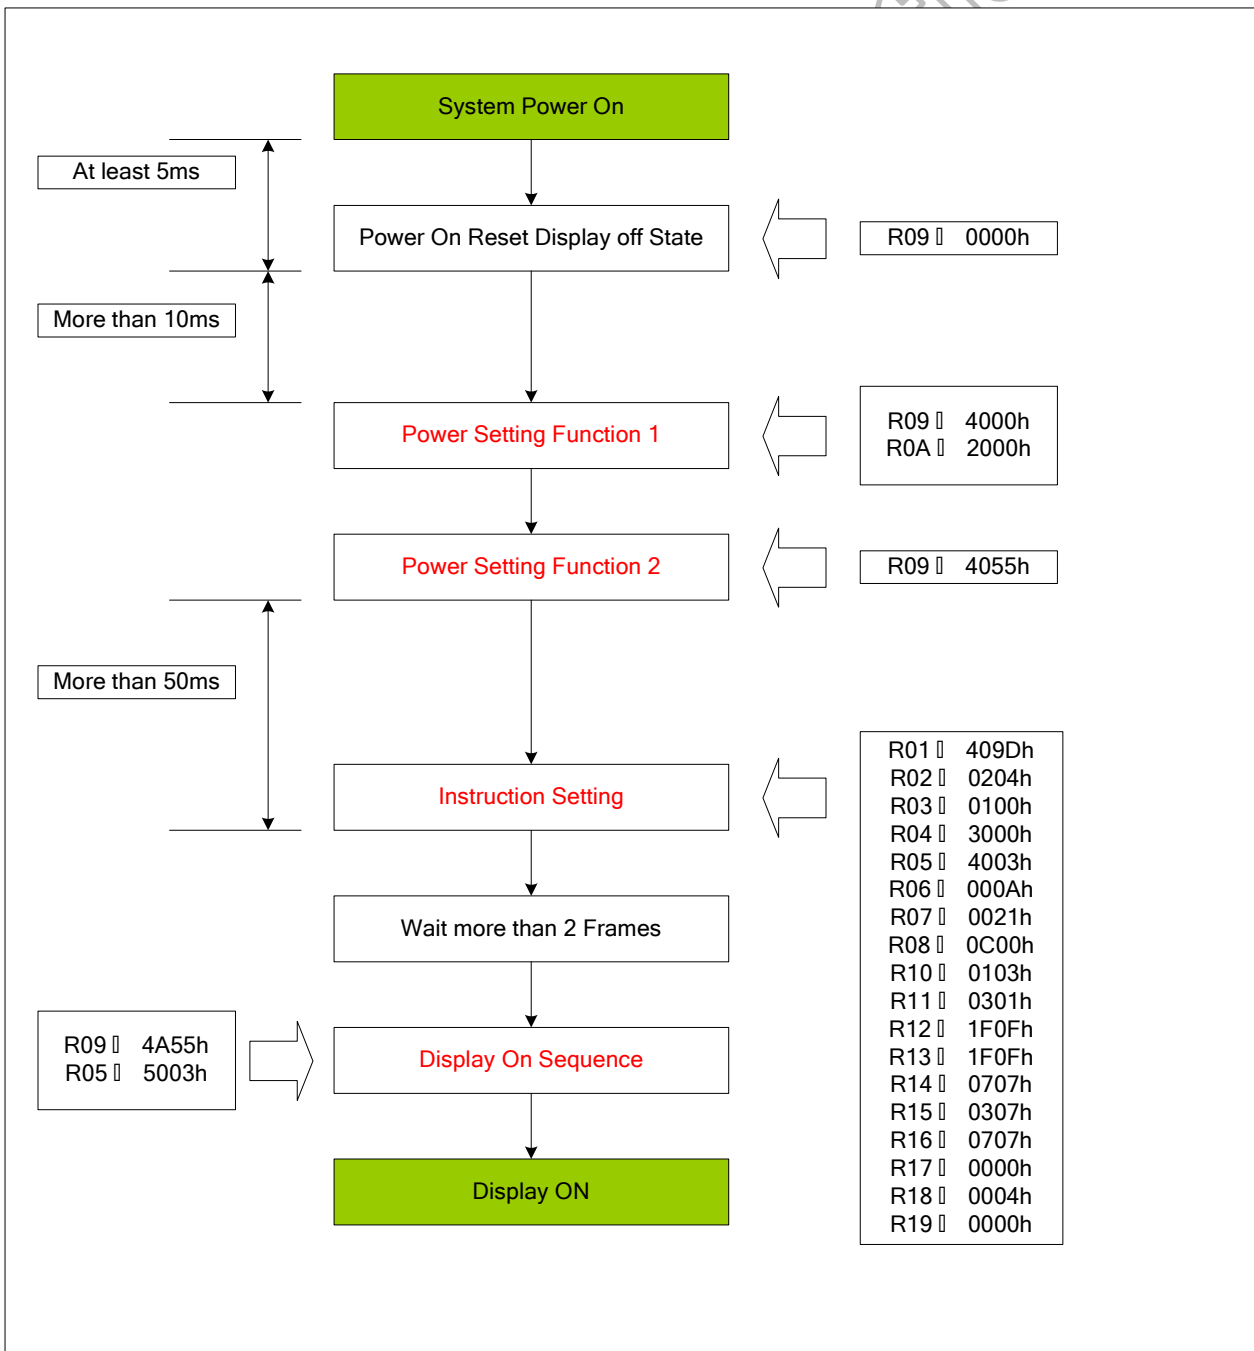 System Power On
At least 5ms
Power On Reset Display off State
R09 ▯ 0000h
More than 10ms
Power Setting Function 1
R09 ▯ 4000h
R0A ▯ 2000h
Power Setting Function 2
R09 ▯ 4055h
More than 50ms
Instruction Setting
R01 ▯ 409Dh
R02 ▯ 0204h
R03 ▯ 0100h
R04 ▯ 3000h
R05 ▯ 4003h
R06 ▯ 000Ah
R07 ▯ 0021h
R08 ▯ 0C00h
R10 ▯ 0103h
R11 ▯ 0301h
R12 ▯ 1F0Fh
R13 ▯ 1F0Fh
R14 ▯ 0707h
R15 ▯ 0307h
R16 ▯ 0707h
R17 ▯ 0000h
R18 ▯ 0004h
R19 ▯ 0000h
Wait more than 2 Frames
R09 ▯ 4A55h
R05 ▯ 5003h
Display On Sequence
Display ON